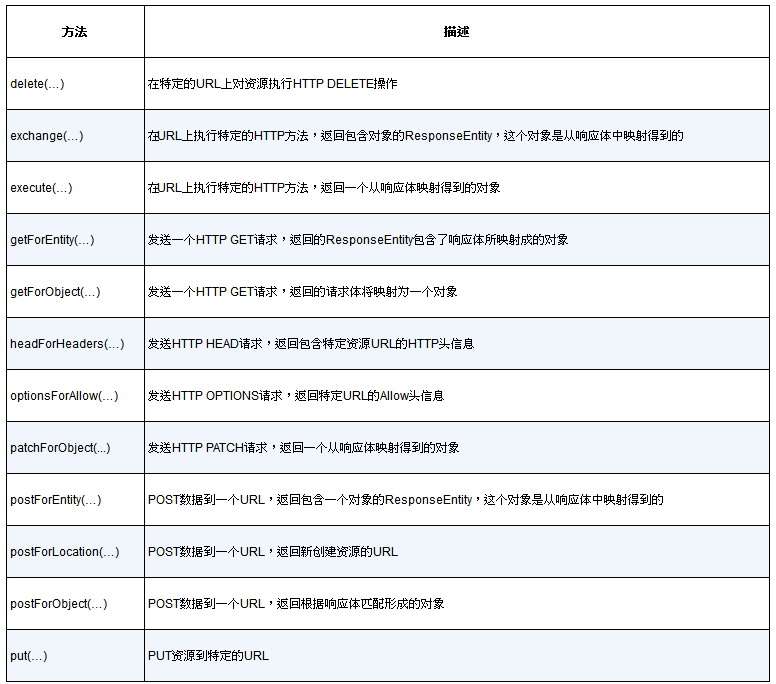 方法 描述
delete(…) 在特定的URL上对资源执行HTTP DELETE操作
exchange(…) 在URL上执行特定的HTTP方法，返回包含对象的ResponseEntity，这个对象是从响应体中映射得到的
execute(…) 在URL上执行特定的HTTP方法，返回一个从响应体映射得到的对象
getForEntity(…) 发送一个HTTP GET请求，返回的ResponseEntity包含了响应体所映射成的对象
getForObject(…) 发送一个HTTP GET请求，返回的请求体将映射为一个对象
headForHeaders(…) 发送HTTP HEAD请求，返回包含特定资源URL的HTTP头信息
optionsForAllow(…) 发送HTTP OPTIONS请求，返回特定URL的Allow头信息
patchForObject(...) 发送HTTP PATCH请求，返回一个从响应体映射得到的对象
postForEntity(…) POST数据到一个URL，返回包含一个对象的ResponseEntity，这个对象是从响应体中映射得到的
postForLocation(…) POST数据到一个URL，返回新创建资源的URL
postForObject(…) POST数据到一个URL，返回根据响应体匹配形成的对象
put(…) PUT资源到特定的URL